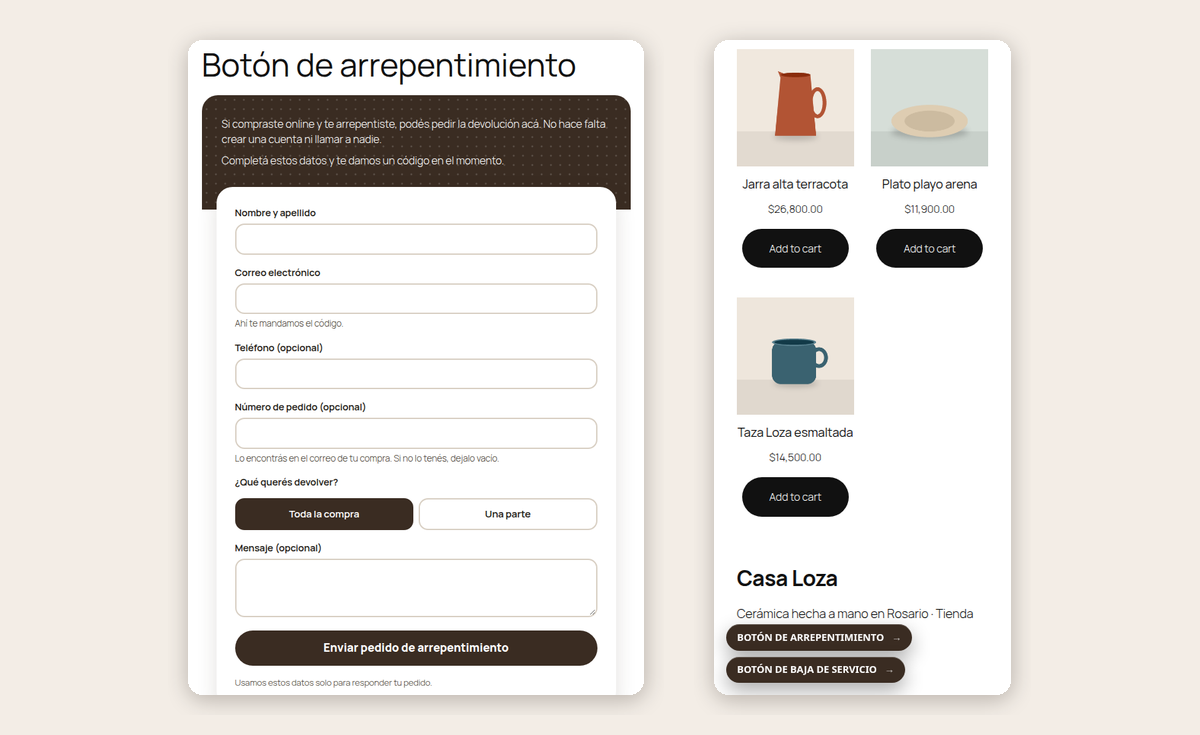 Botón de arrepentimiento
Si compraste online y te arrepentiste, podés pedir la devolución acá. No hace falta
crear una cuenta ni llamar a nadie.
Completá estos datos y te damos un código en el momento.
Nombre y apellido
Correo electrónico
Ahí te mandamos el código.
Teléfono (opcional)
Número de pedido (opcional)
Lo encontrás en el correo de tu compra. Si no lo tenés, dejalo vacío.
¿Qué querés devolver?
Toda la compra
Una parte
Mensaje (opcional)
Enviar pedido de arrepentimiento
Usamos estos datos solo para responder tu pedido.
Jarra alta terracota
$26,800.00
Add to cart
Plato playo arena
$11,900.00
Add to cart
Taza Loza esmaltada
$14,500.00
Add to cart
Casa Loza
Cerámica hecha a mano en Rosario · Tienda
BOTÓN DE ARREPENTIMIENTO →
BOTÓN DE BAJA DE SERVICIO →